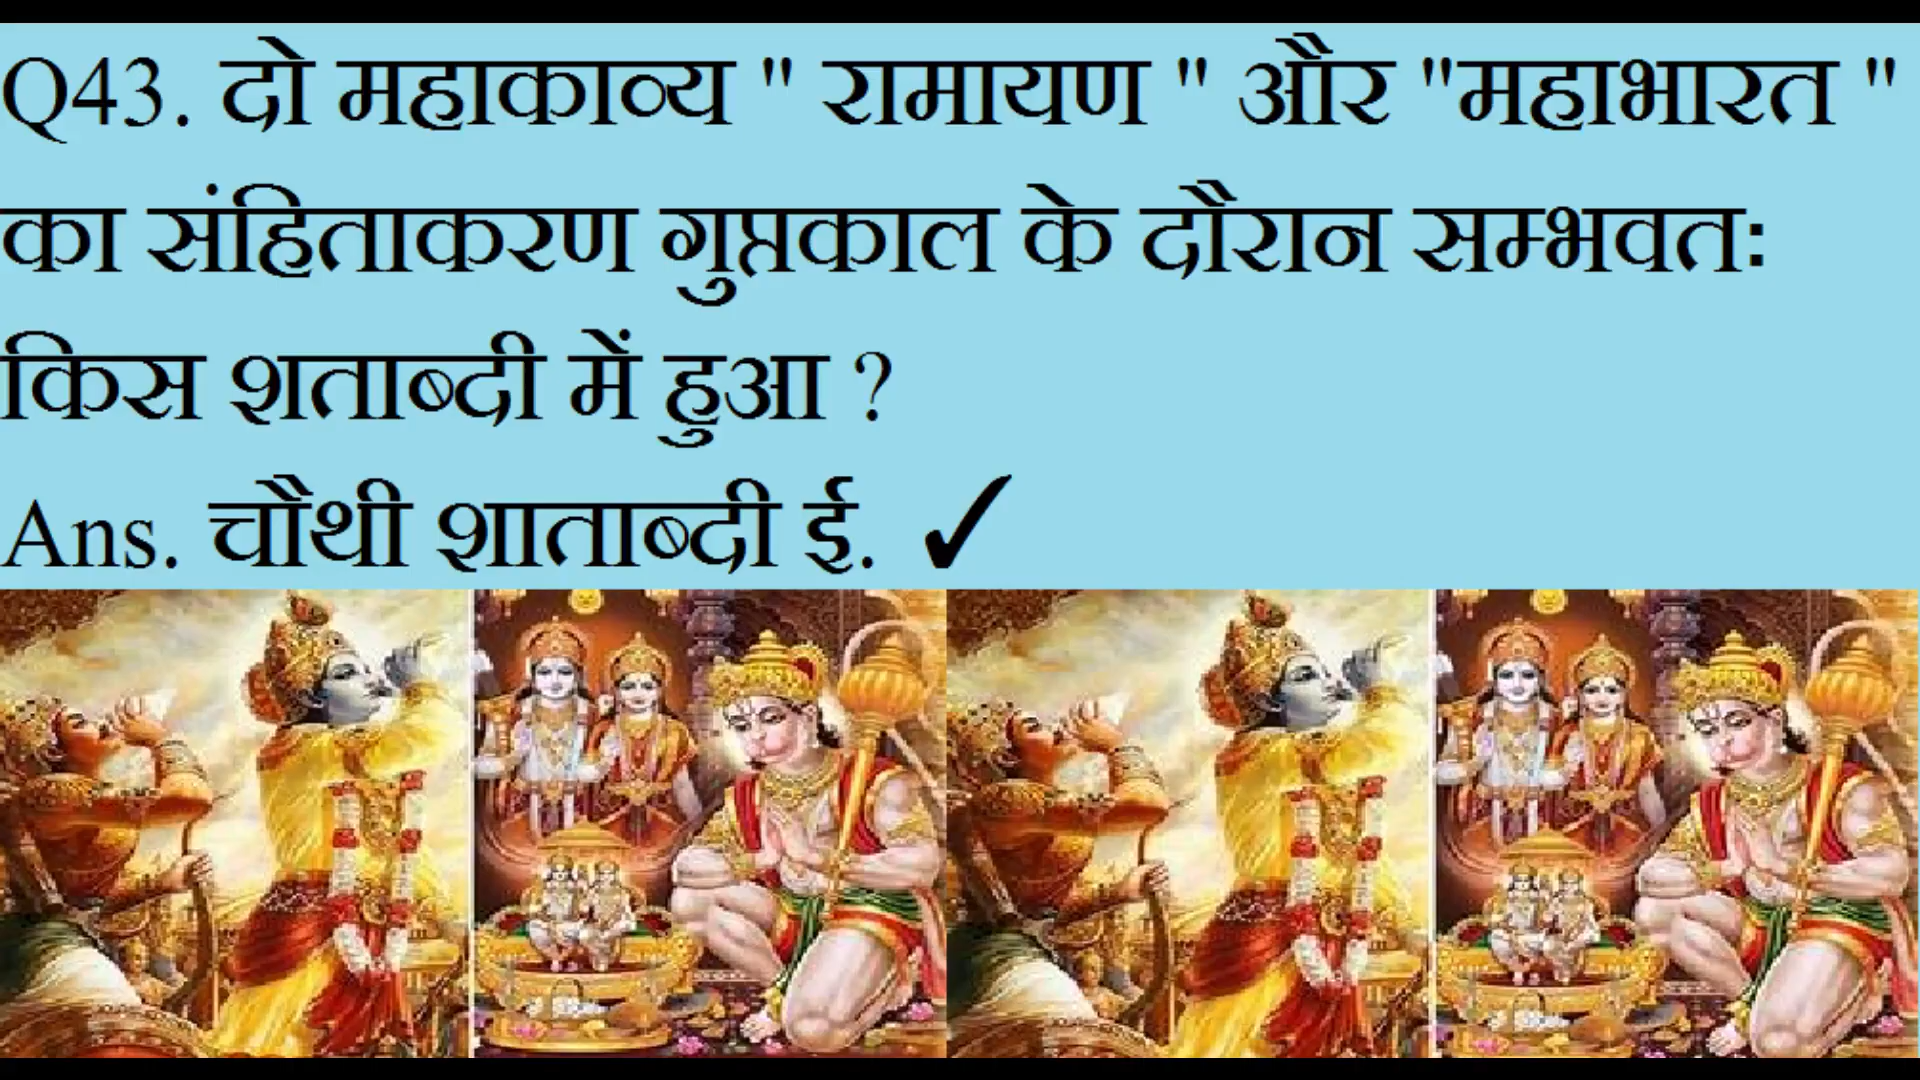 Q43. दो महाकाव्य " रामायण " और "महाभारत "
का संहिताकरण गुप्तकाल के दौरान सम्भवतः
किस शताब्दी में हुआ ?
Ans. चौथी शाताब्दी ई. ✓